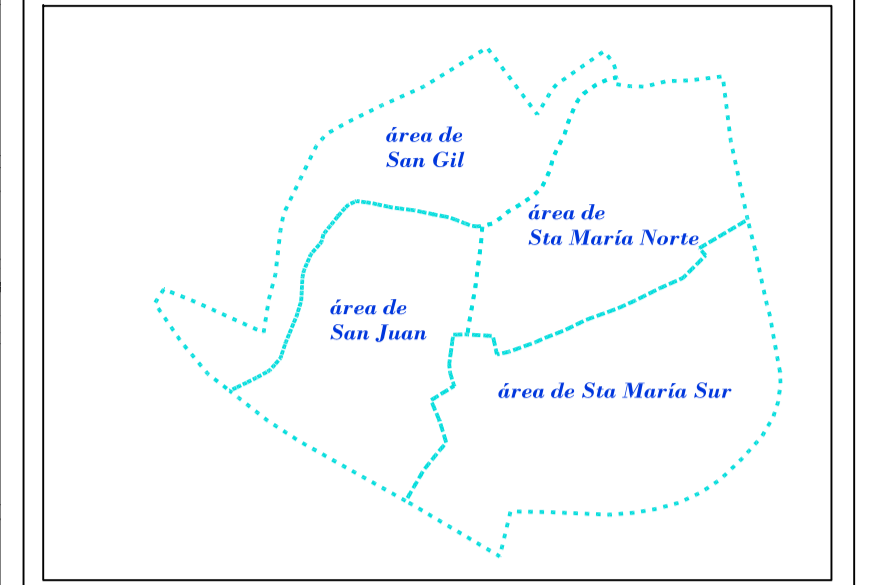 área de
San Gil
área de
Sta María Norte
área de
San Juan
área de Sta María Sur